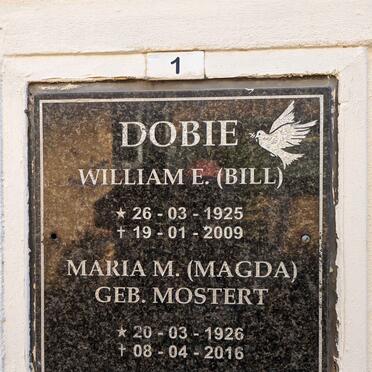 1
DOBIE
WILLIAM E. (BILL)
★ 26 - 03 - 1925
✝ 19 - 01 - 2009
MARIA M. (MAGDA)
GEB. MOSTERT
★ 20 - 03 - 1926
✝ 08 - 04 - 2016